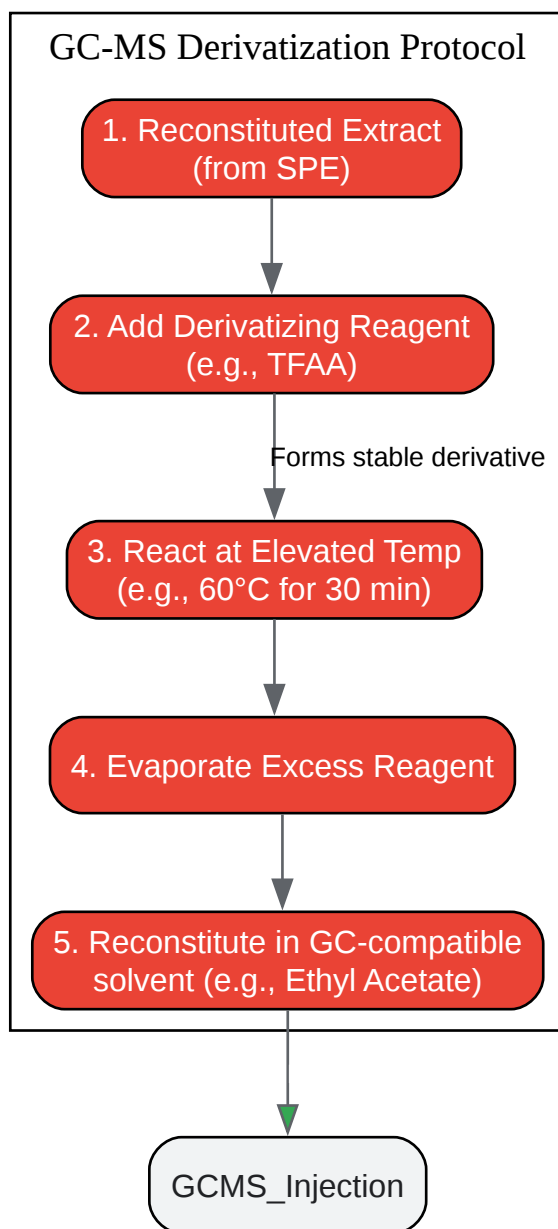 GC-MS Derivatization Protocol
1. Reconstituted Extract
(from SPE)
2. Add Derivatizing Reagent
(e.g., TFAA)
Forms stable derivative
3. React at Elevated Temp
(e.g., 60°C for 30 min)
4. Evaporate Excess Reagent
5. Reconstitute in GC-compatible
solvent (e.g., Ethyl Acetate)
GCMS_Injection